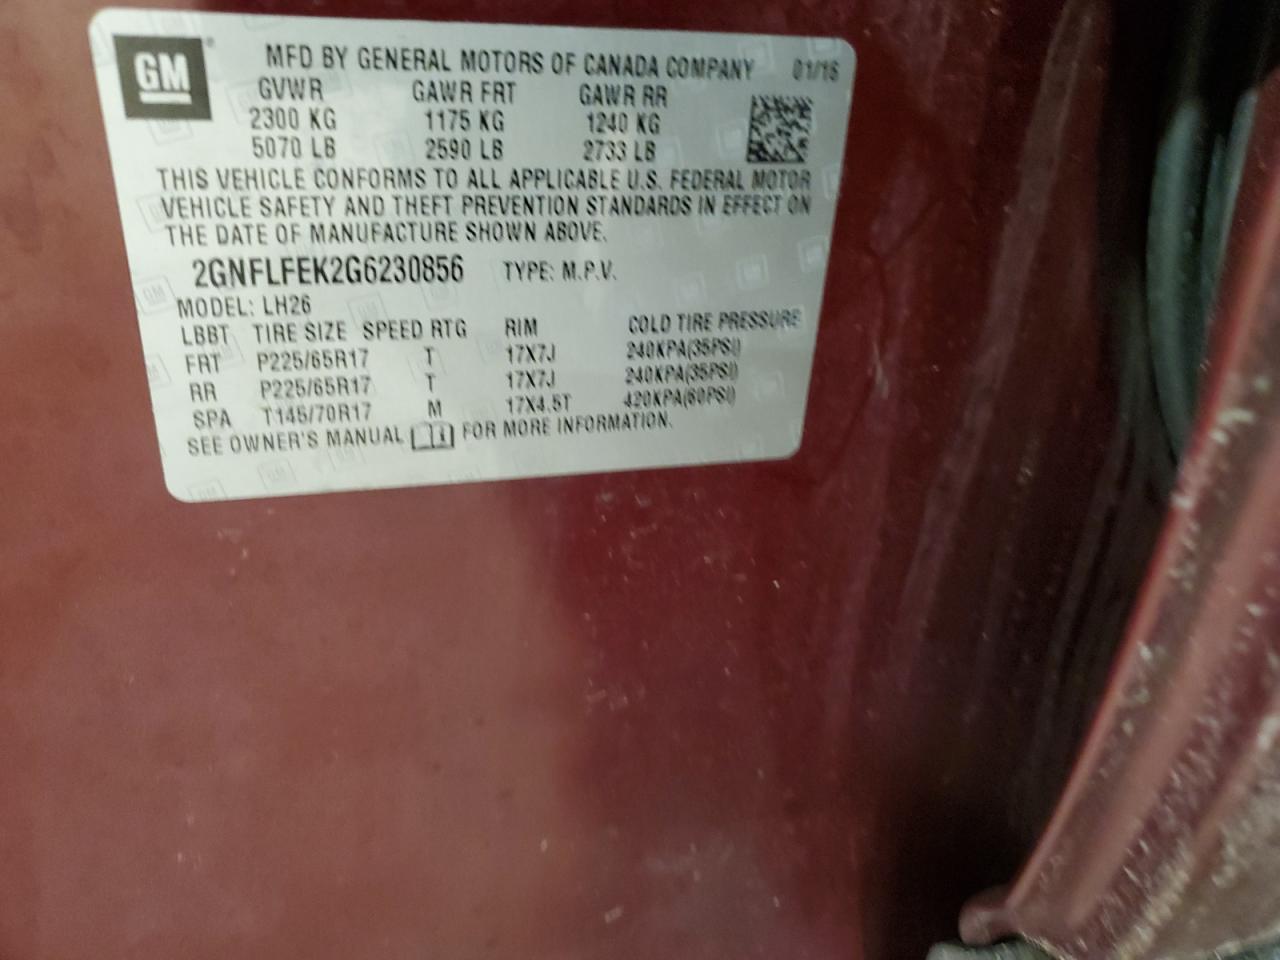 GM
MFD BY GENERAL MOTORS OF CANADA COMPANY 01/16
GVWR GAWR FRT GAWR RR
2300 KG 1175 KG 1240 KG
5070 LB 2590 LB 2733 LB
THIS VEHICLE CONFORMS TO ALL APPLICABLE U.S. FEDERAL MOTOR
VEHICLE SAFETY AND THEFT PREVENTION STANDARDS IN EFFECT ON
THE DATE OF MANUFACTURE SHOWN ABOVE.
2GNFLFEK2G6230856 TYPE: M.P.V.
MODEL: LH26
LBBT TIRE SIZE SPEED RTG RIM COLD TIRE PRESSURE
FRT P225/65R17 T 17X7J 240KPA(35PSI)
RR P225/65R17 T 17X7J 240KPA(35PSI)
SPA T145/70R17 M 17X4.5T 420KPA(60PSI)
SEE OWNER'S MANUAL FOR MORE INFORMATION.